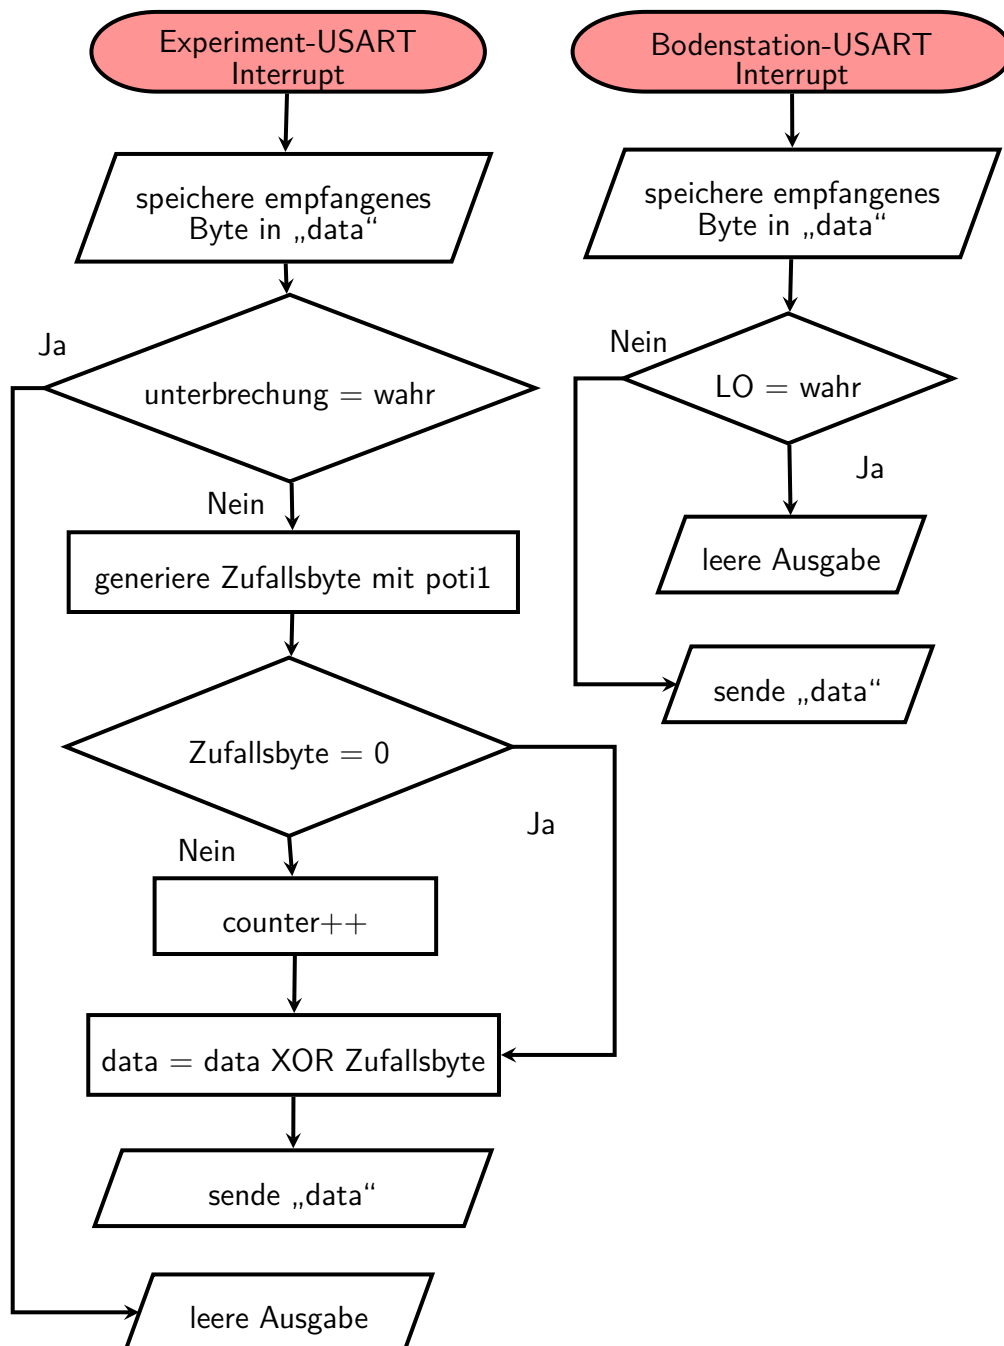 Experiment-USART
Interrupt
speichere empfangenes
Byte in „data“
Ja
unterbrechung = wahr
Nein
generiere Zufallsbyte mit poti1
Zufallsbyte = 0
Ja
Nein
counter++
data = data XOR Zufallsbyte
sende „data“
leere Ausgabe
Bodenstation-USART
Interrupt
speichere empfangenes
Byte in „data“
Nein
LO = wahr
Ja
leere Ausgabe
sende „data“